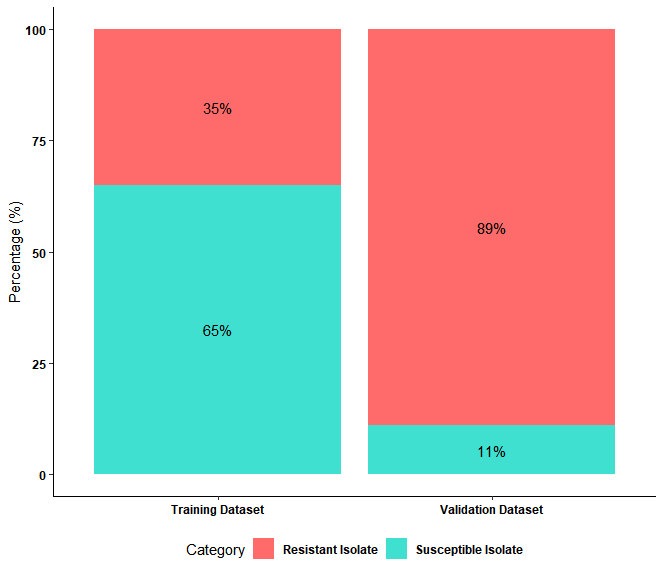 Percentage (%)
100
75
50
25
0
35%
65%
89%
11%
Training Dataset
Validation Dataset
Category Resistant Isolate Susceptible Isolate